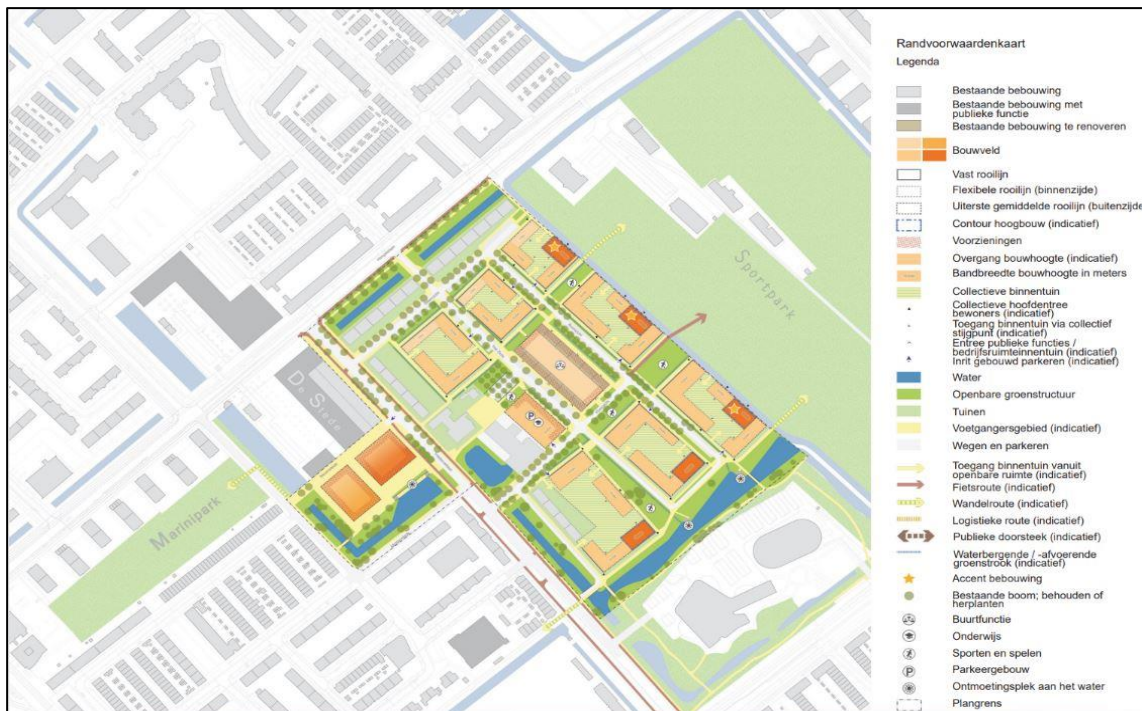 Randvoorwaardenkaart
Legenda
Bestaande bebouwing
Bestaande bebouwing met
publieke functie
Bestaande bebouwing te renoveren
Bouwveld
Vast rooilijn
Flexibele rooilijn (binnenzijde)
Uiterste gemiddelde rooilijn (buitenzijde
Contour hoogbouw (indicatief)
Voorzieningen
Overgang bouwhoogte (indicatief)
Bandbreedte bouwhoogte in meters
Collectieve binnentuin
Collectieve hoofdentree
bewoners (indicatief)
Toegang binnentuin via collectief
stijgpunt (indicatief)
Entree publieke functies /
bedrijfsruimteinnentuin (indicatief)
Inrit gebouwd parkeren (indicatief)
Water
Openbare groenstructuur
Tuinen
Voetgangersgebied (indicatief)
Wegen en parkeren
Toegang binnentuin vanuit
openbare ruimte (indicatief)
Fietsroute (indicatief)
Wandelroute (indicatief)
Logistieke route (indicatief)
Publieke doorsteek (indicatief)
Waterbergende / -afvoerende
groenstrook (indicatief)
Accent bebouwing
Bestaande boom; behouden of
herplanten
Buurtfunctie
Onderwijs
Sporten en spelen
P
Parkeergebouw
Ontmoetingsplek aan het water
Plangrens
Sportpark
De Slede
P
Marinipark